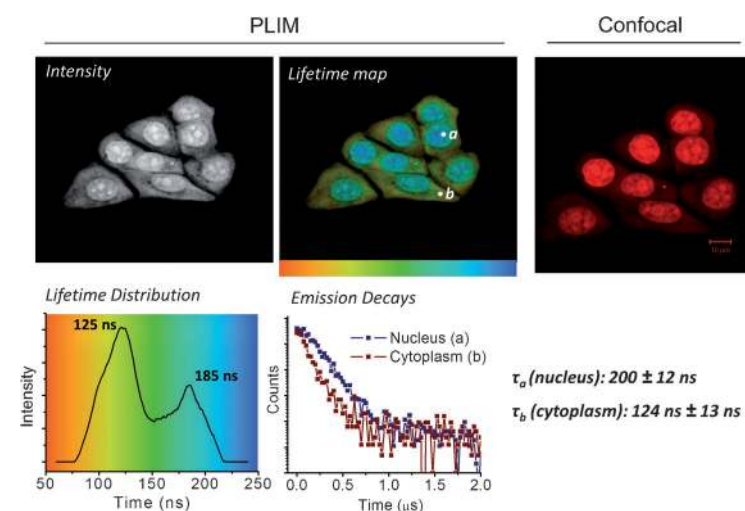 PLIM
Confocal
Intensity
Lifetime map
a
b
10 µm
Lifetime Distribution
125 ns
185 ns
Intensity
50 100 150 200 250
Time (ns)
Emission Decays
Nucleus (a)
Cytoplasm (b)
Counts
0.0 0.5 1.0 1.5 2.0
Time (µs)
τa (nucleus): 200 ± 12 ns
τb (cytoplasm): 124 ns ± 13 ns